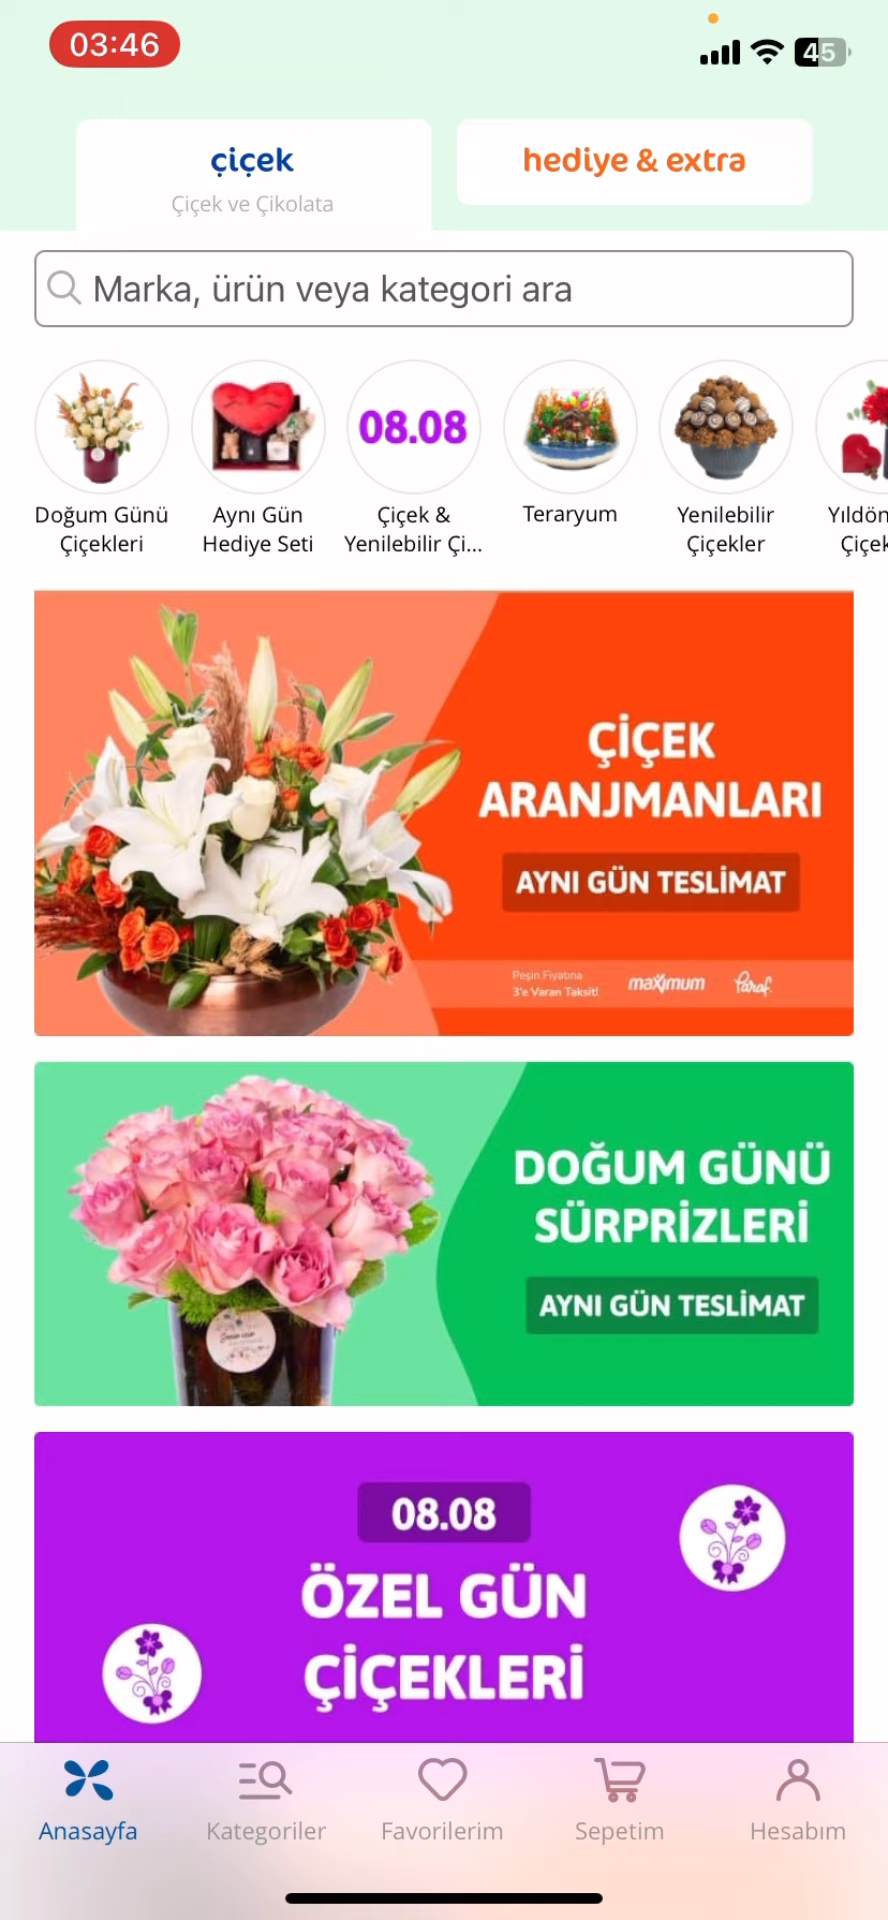 03:46
45
çiçek
Çiçek ve Çikolata
hediye & extra
Marka, ürün veya kategori ara
08.08
Doğum Günü
Çiçekleri
Aynı Gün
Hediye Seti
Çiçek &
Yenilebilir Çi...
Teraryum
Yenilebilir
Çiçekler
Yıldön
Çiçek
ÇİÇEK
ARANJMANLARI
AYNI GÜN TESLİMAT
Peşin Fiyatına
3'e Varan Taksit!
maximum
Paraf
DOĞUM GÜNÜ
SÜRPRİZLERİ
AYNI GÜN TESLİMAT
08.08
ÖZEL GÜN
ÇİÇEKLERİ
Anasayfa
Kategoriler
Favorilerim
Sepetim
Hesabım